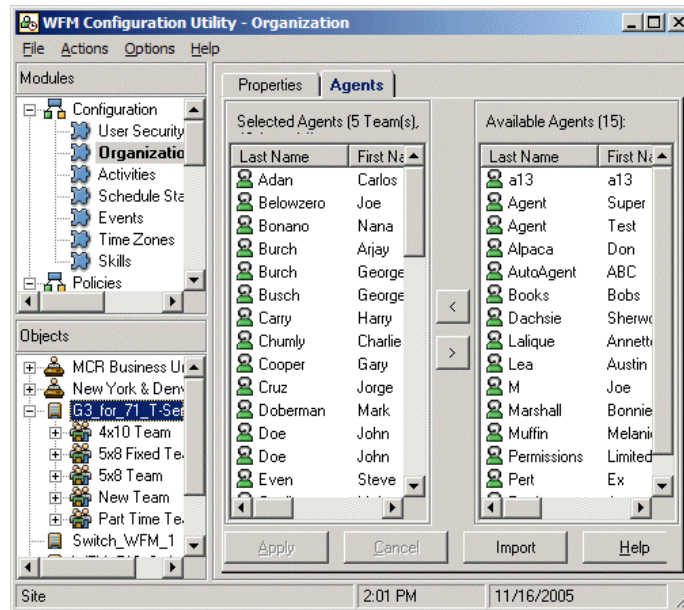 WFM Configuration Utility - Organization
File Actions Options Help
Modules
Configuration
User Security
Organizatio
Activities
Schedule Sta
Events
Time Zones
Skills
Policies
Objects
MCR Business U
New York & Den
G3_for_71_T-Ser
4x10 Team
5x8 Fixed Te
5x8 Team
New Team
Part Time Te
Switch_WFM_1
Properties Agents
Selected Agents (5 Team(s),
Last Name First Na
Adan Carlos
Belowzero Joe
Bonano Nana
Burch Arjay
Burch George
Busch George
Carry Harry
Chumly Charlie
Cooper Gary
Cruz Jorge
Doberman Mark
Doe John
Doe John
Even Steve
<
>
Available Agents (15):
Last Name First Na
a13 a13
Agent Super
Agent Test
Alpaca Don
AutoAgent ABC
Books Bobs
Dachsie Sherwo
Lalique Annett
Lea Austin
M Joe
Marshall Bonnie
Muffin Melani
Permissions Limited
Pert Ex
Apply Cancel Import Help
Site 2:01 PM 11/16/2005